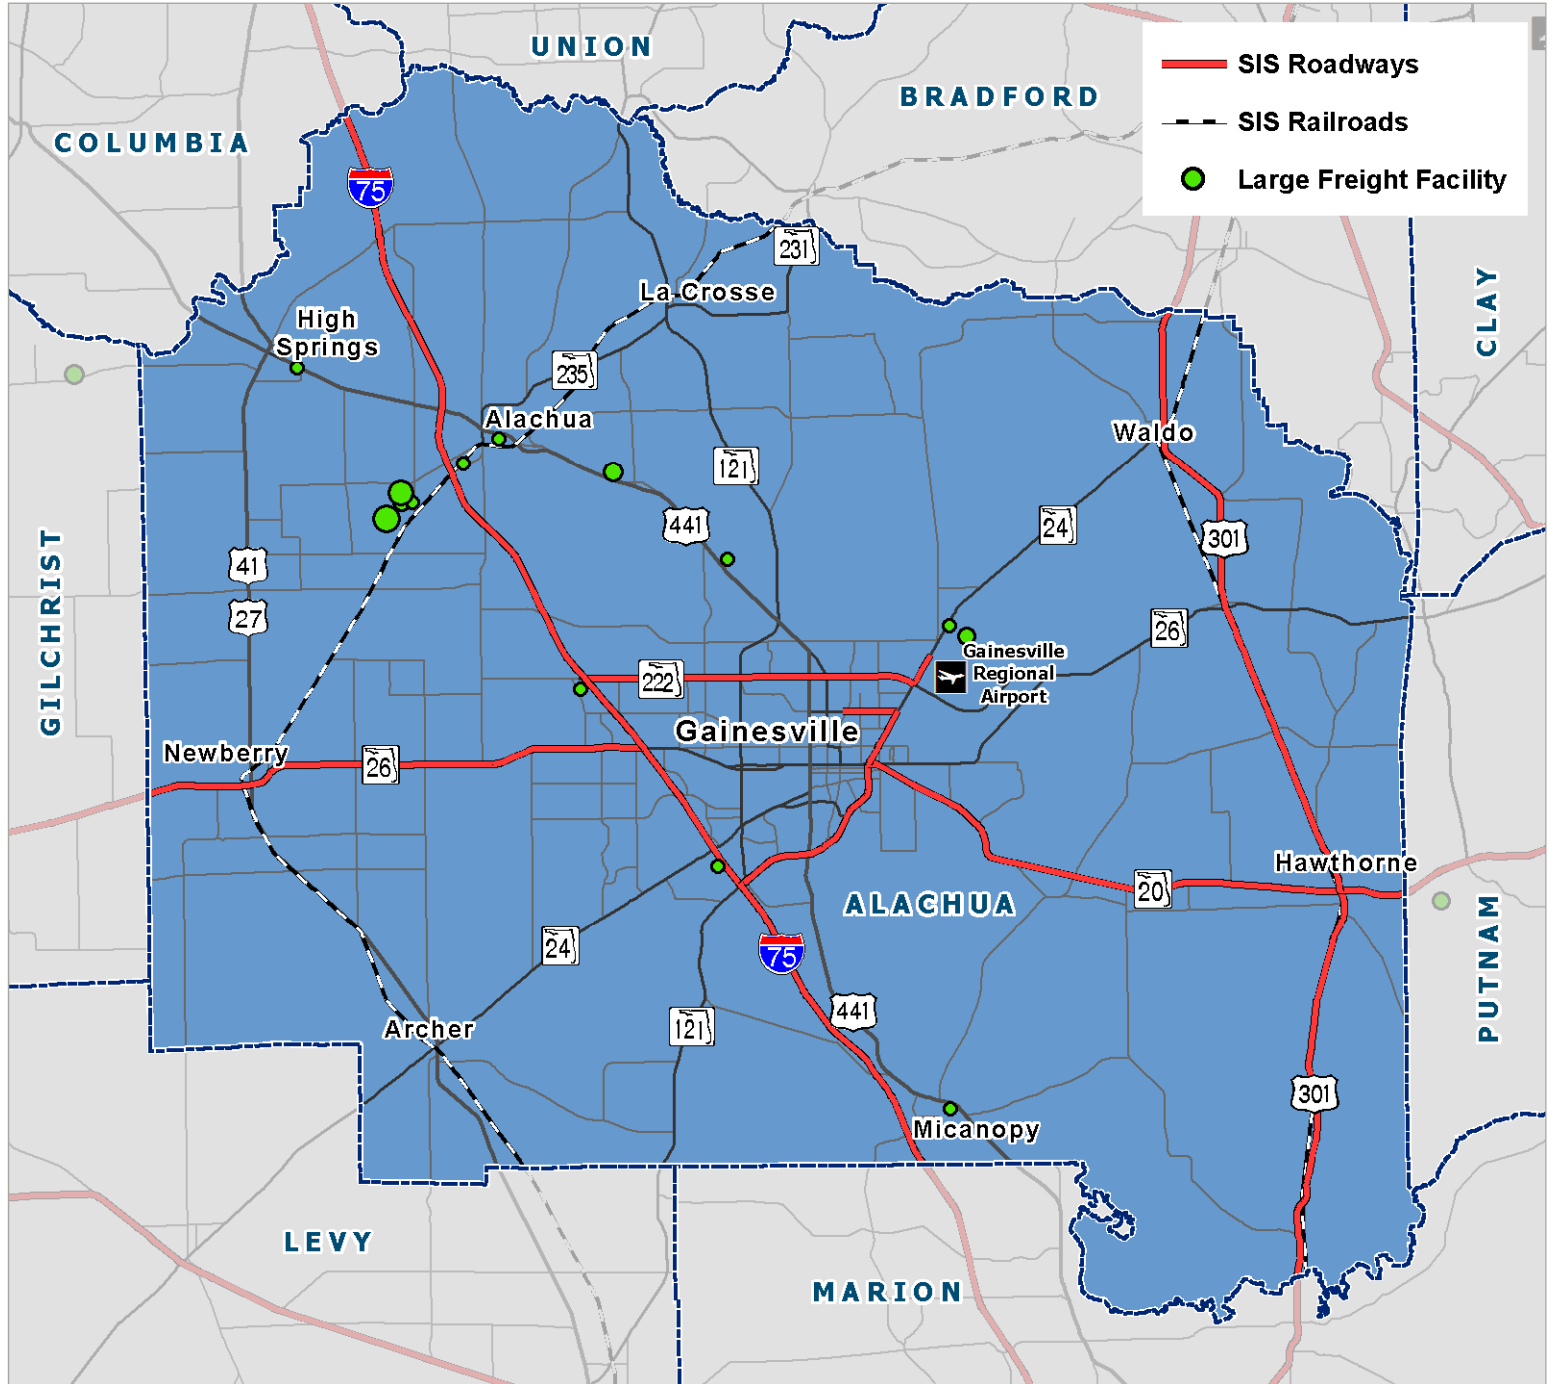 UNION
BRADFORD
COLUMBIA
SIS Roadways
SIS Railroads
Large Freight Facility
75
231
La Crosse
High
Springs
CLAY
235
Alachua
Waldo
121
441
24
301
41
27
GILCHRIST
26
Gainesville
Regional
Airport
222
Gainesville
Newberry
26
Hawthorne
20
ALACHUA
24
75
PUTNAM
441
121
Archer
301
Micanopy
LEVY
MARION